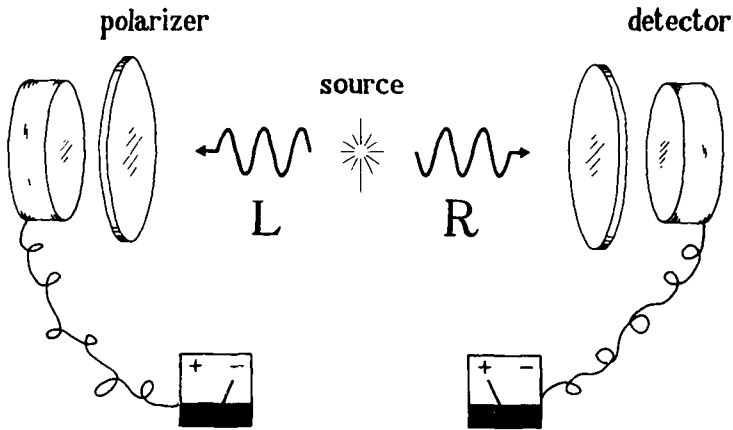 polarizer
detector
source
L
R
+ −
+ −